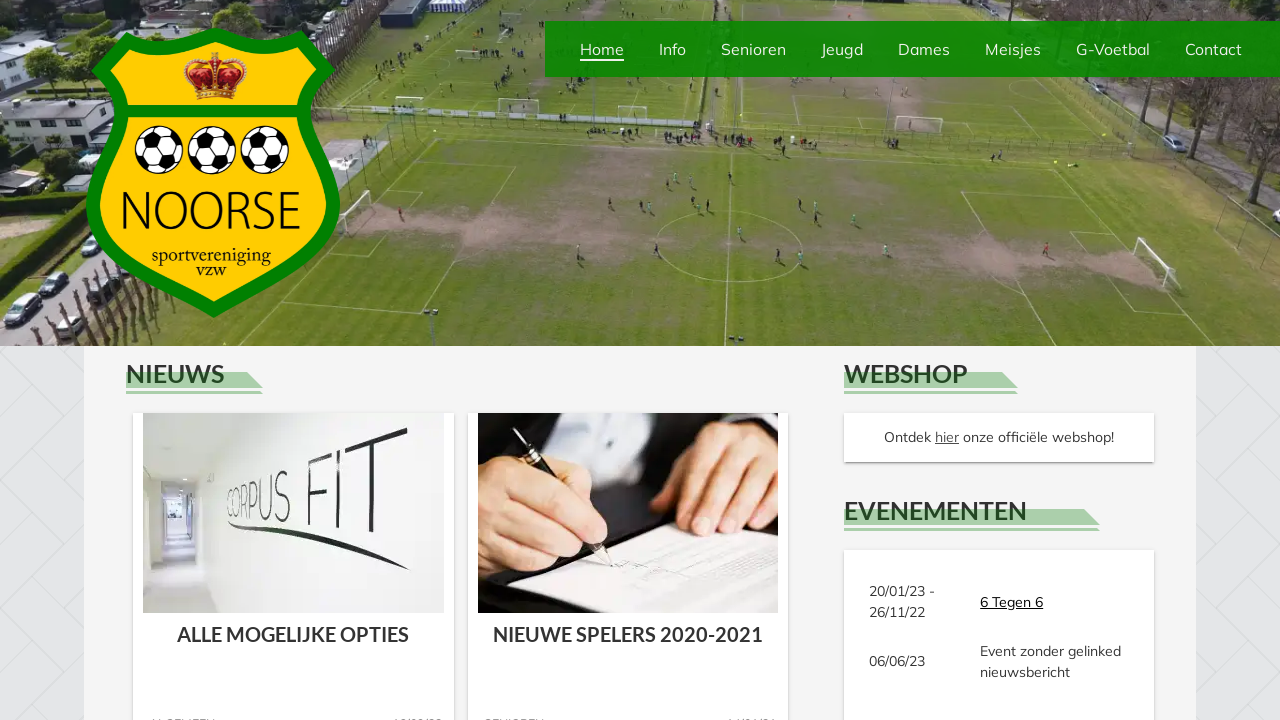 Home Info Senioren Jeugd Dames Meisjes G-Voetbal Contact
NOORSE
sportvereniging
vzw
NIEUWS
CORPUS FIT
ALLE MOGELIJKE OPTIES
NIEUWE SPELERS 2020-2021
WEBSHOP
Ontdek hier onze officiële webshop!
EVENEMENTEN
20/01/23 -
26/11/22
6 Tegen 6
06/06/23
Event zonder gelinked
nieuwsbericht